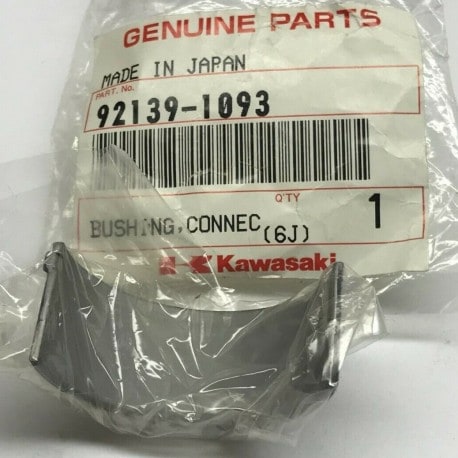 GENUINE PARTS
MADE IN JAPAN
PART. No.
92139-1093
Q'TY
BUSHING,CONNEC(6J) 1
Kawasaki